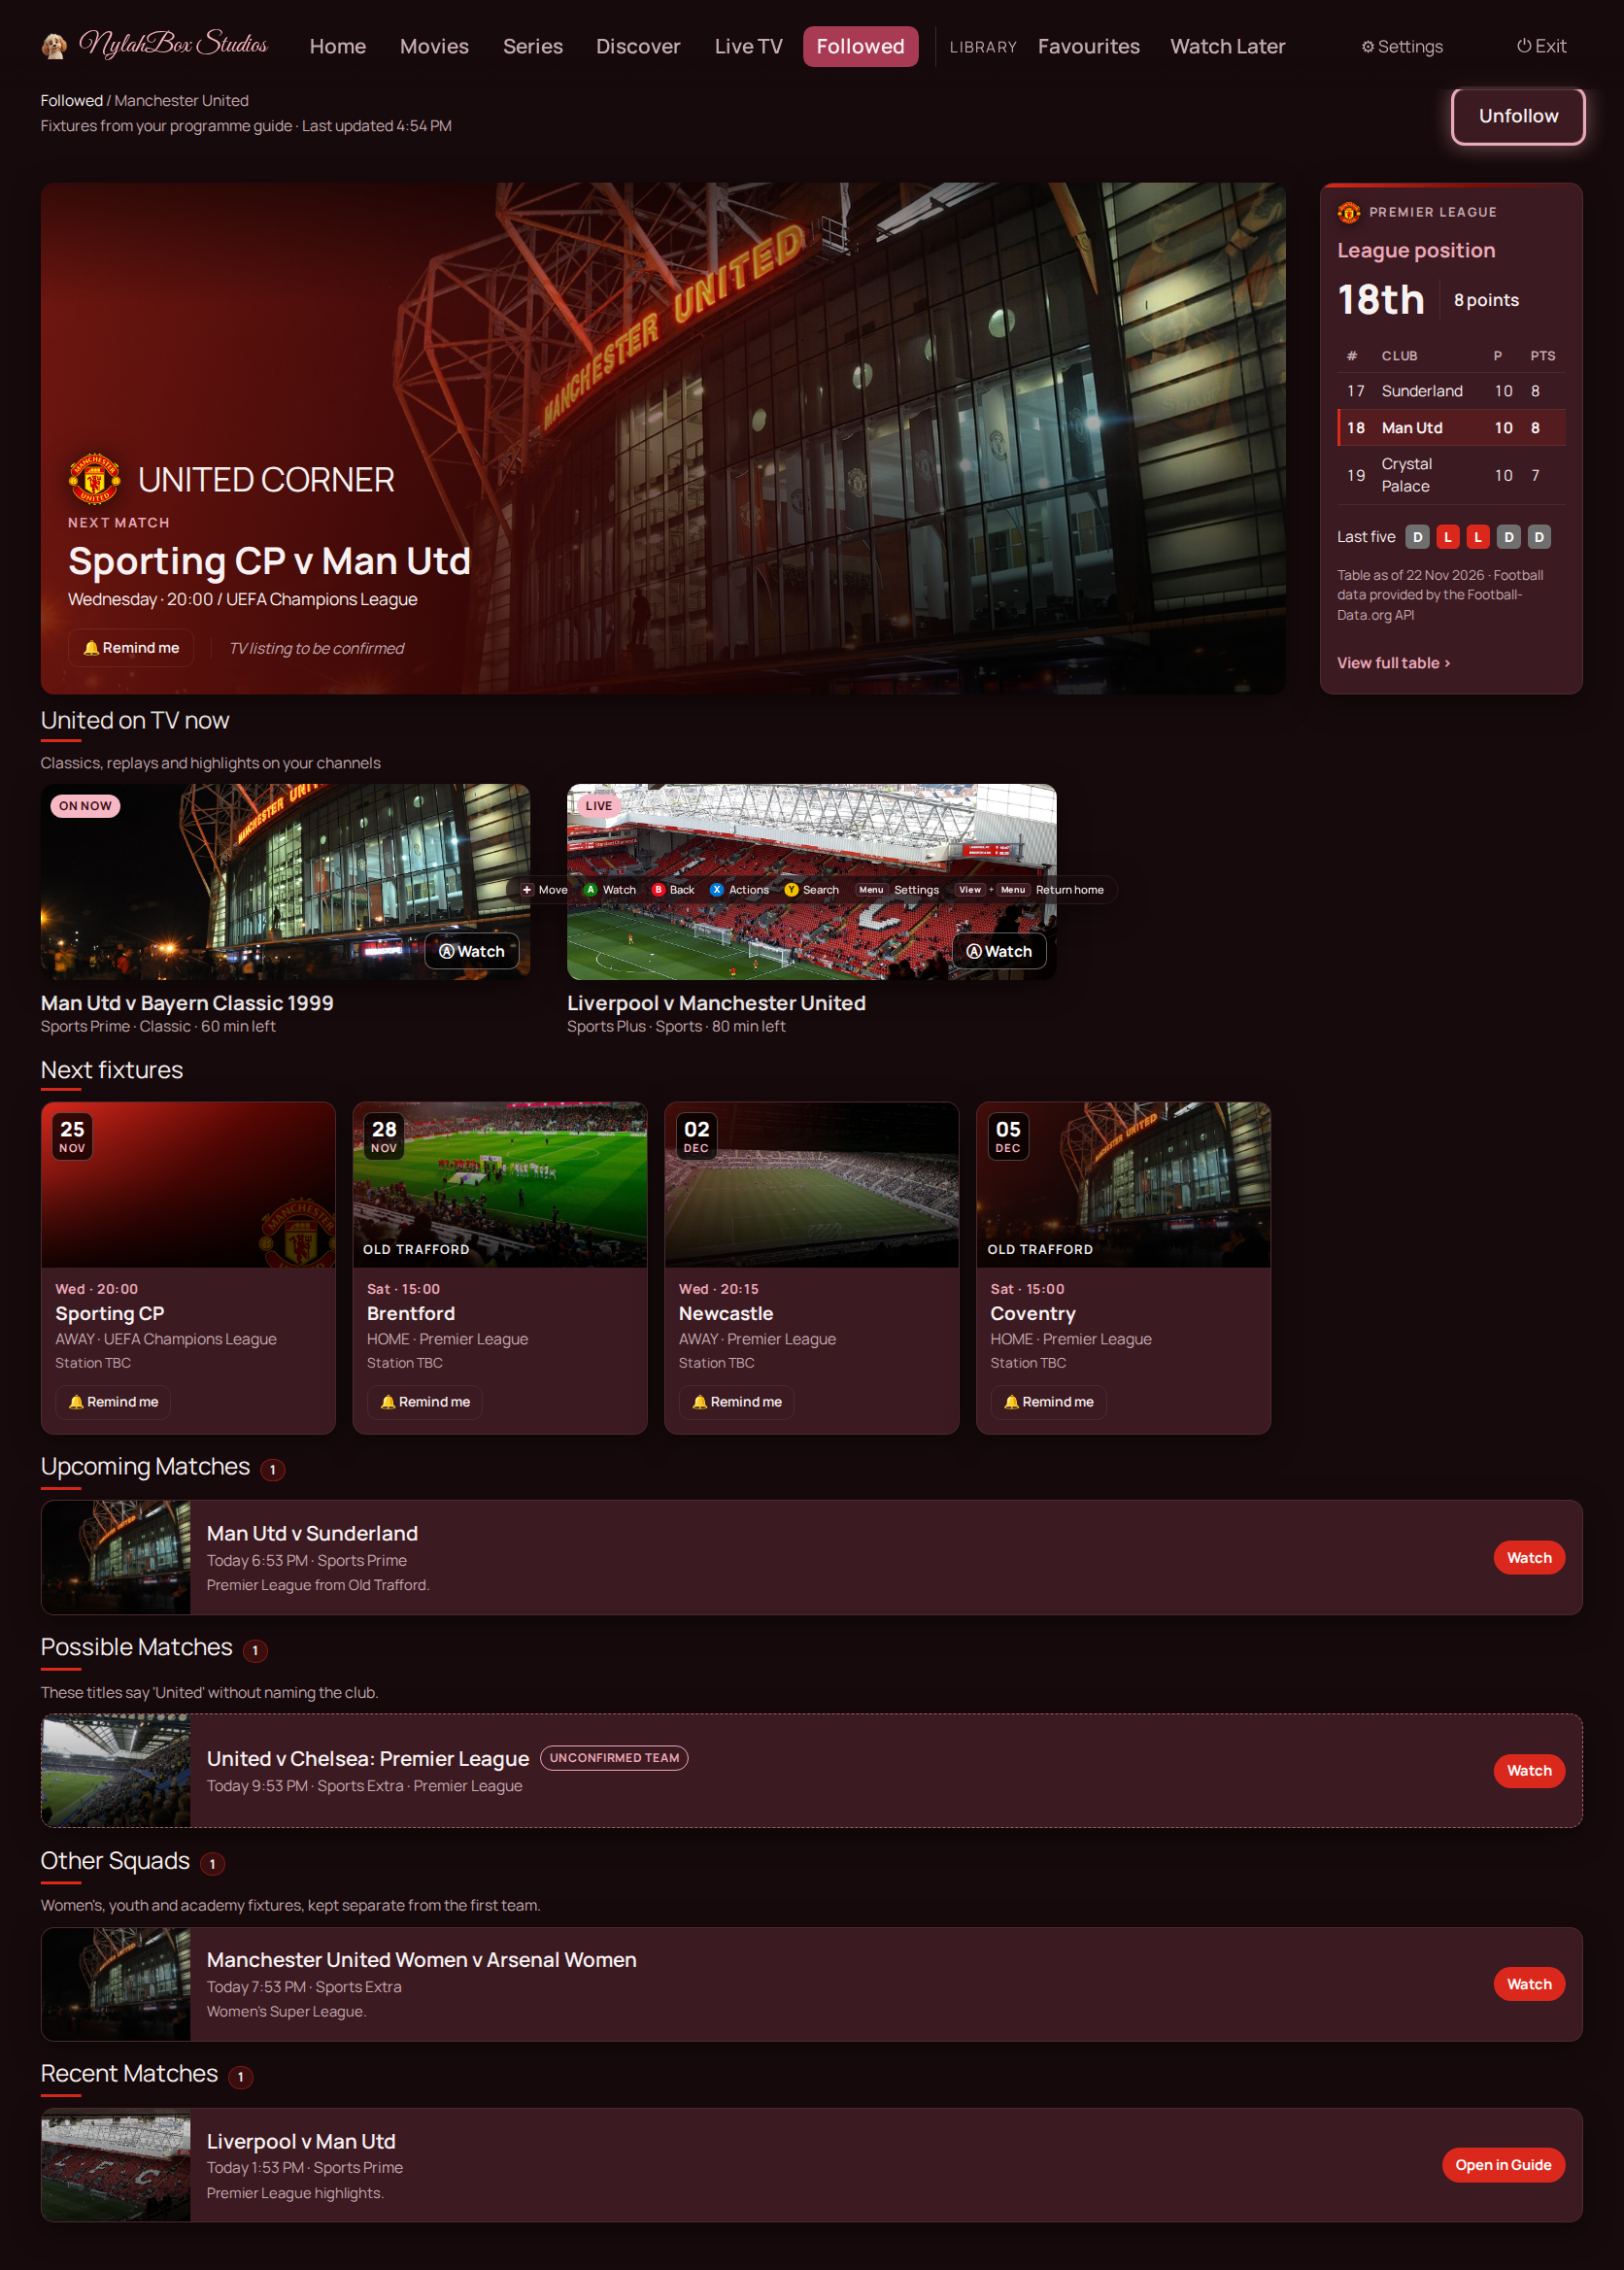 NylahBox Studios
Home
Movies
Series
Discover
Live TV
Followed
LIBRARY
Favourites
Watch Later
⚙ Settings
⏻ Exit
Followed / Manchester United
Fixtures from your programme guide · Last updated 4:54 PM
Unfollow
MANCHESTER UNITED
MANCHESTER
UNITED
UNITED CORNER
NEXT MATCH
Sporting CP v Man Utd
Wednesday · 20:00 / UEFA Champions League
🔔 Remind me
TV listing to be confirmed
PREMIER LEAGUE
League position
18th
8 points
# CLUB P PTS
17 Sunderland 10 8
18 Man Utd 10 8
19 Crystal Palace 10 7
Last five D L L D D
Table as of 22 Nov 2026 · Football
data provided by the Football-
Data.org API
View full table ›
United on TV now
Classics, replays and highlights on your channels
ON NOW
MANCHESTER UNITED
Ⓐ Watch
LIVE
Ⓐ Watch
Move
A Watch
B Back
X Actions
Y Search
Menu Settings
View + Menu Return home
Man Utd v Bayern Classic 1999
Sports Prime · Classic · 60 min left
Liverpool v Manchester United
Sports Plus · Sports · 80 min left
Next fixtures
25
NOV
MANCHESTER
Wed · 20:00
Sporting CP
AWAY · UEFA Champions League
Station TBC
🔔 Remind me
28
NOV
OLD TRAFFORD
Sat · 15:00
Brentford
HOME · Premier League
Station TBC
🔔 Remind me
02
DEC
Wed · 20:15
Newcastle
AWAY · Premier League
Station TBC
🔔 Remind me
05
DEC
MANCHESTER UNITED
OLD TRAFFORD
Sat · 15:00
Coventry
HOME · Premier League
Station TBC
🔔 Remind me
Upcoming Matches 1
Man Utd v Sunderland
Today 6:53 PM · Sports Prime
Premier League from Old Trafford.
Watch
Possible Matches 1
These titles say 'United' without naming the club.
United v Chelsea: Premier League
UNCONFIRMED TEAM
Today 9:53 PM · Sports Extra · Premier League
Watch
Other Squads 1
Women's, youth and academy fixtures, kept separate from the first team.
Manchester United Women v Arsenal Women
Today 7:53 PM · Sports Extra
Women's Super League.
Watch
Recent Matches 1
L F C
Liverpool v Man Utd
Today 1:53 PM · Sports Prime
Premier League highlights.
Open in Guide